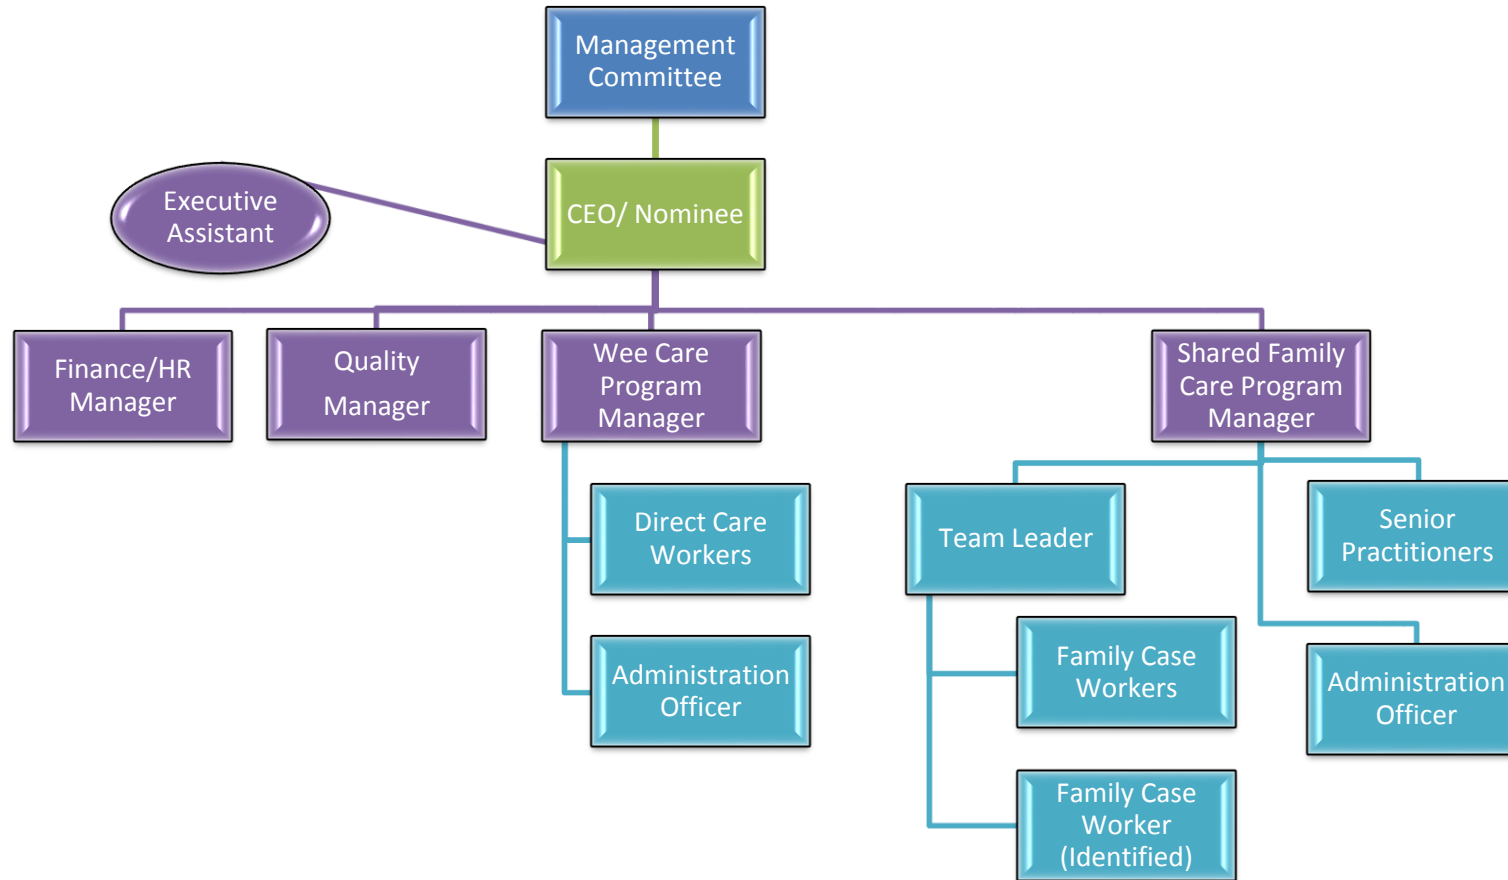 Management
Committee
Executive
Assistant
CEO/ Nominee
Finance/HR
Manager
Quality
Manager
Wee Care
Program
Manager
Shared Family
Care Program
Manager
Direct Care
Workers
Administration
Officer
Team Leader
Senior
Practitioners
Family Case
Workers
Administration
Officer
Family Case
Worker
(Identified)